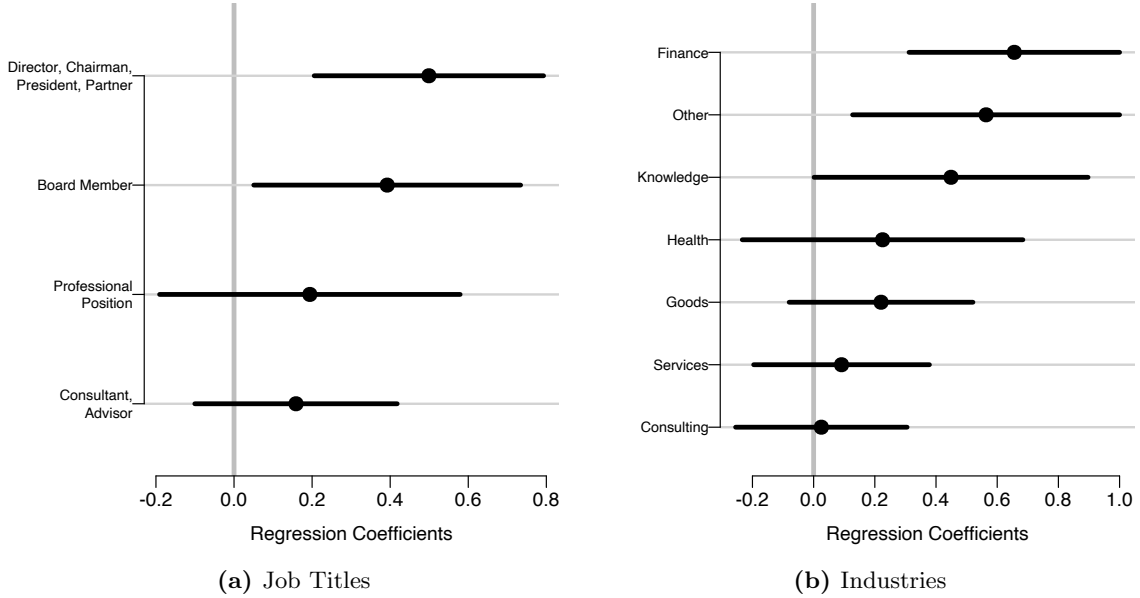 Director, Chairman,
President, Partner
Board Member
Professional
Position
Consultant,
Advisor
-0.2 0.0 0.2 0.4 0.6 0.8
Regression Coefficients
(a) Job Titles
Finance
Other
Knowledge
Health
Goods
Services
Consulting
-0.2 0.0 0.2 0.4 0.6 0.8 1.0
Regression Coefficients
(b) Industries